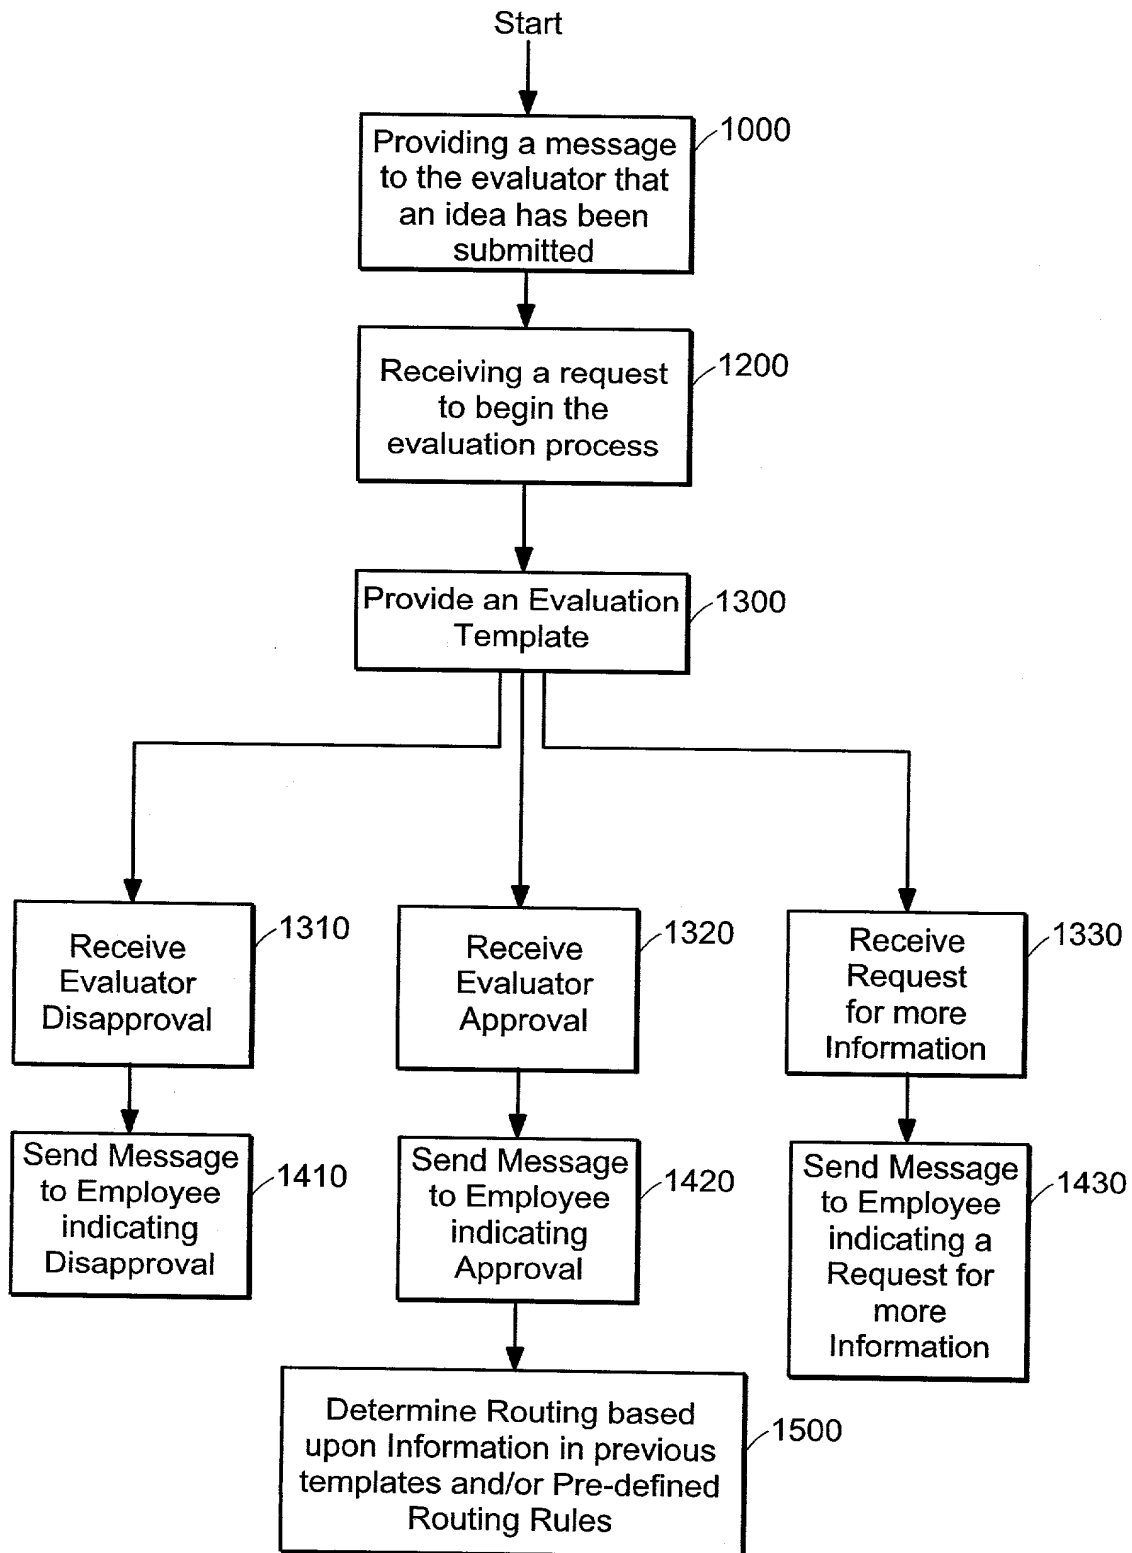 Start
Providing a message
to the evaluator that
an idea has been
submitted
1000
Receiving a request
to begin the
evaluation process
1200
Provide an Evaluation
Template
1300
Receive
Evaluator
Disapproval
1310
Receive
Evaluator
Approval
1320
Receive
Request
for more
Information
1330
Send Message
to Employee
indicating
Disapproval
1410
Send Message
to Employee
indicating
Approval
1420
Send Message
to Employee
indicating a
Request for
more
Information
1430
Determine Routing based
upon Information in previous
templates and/or Pre-defined
Routing Rules
1500